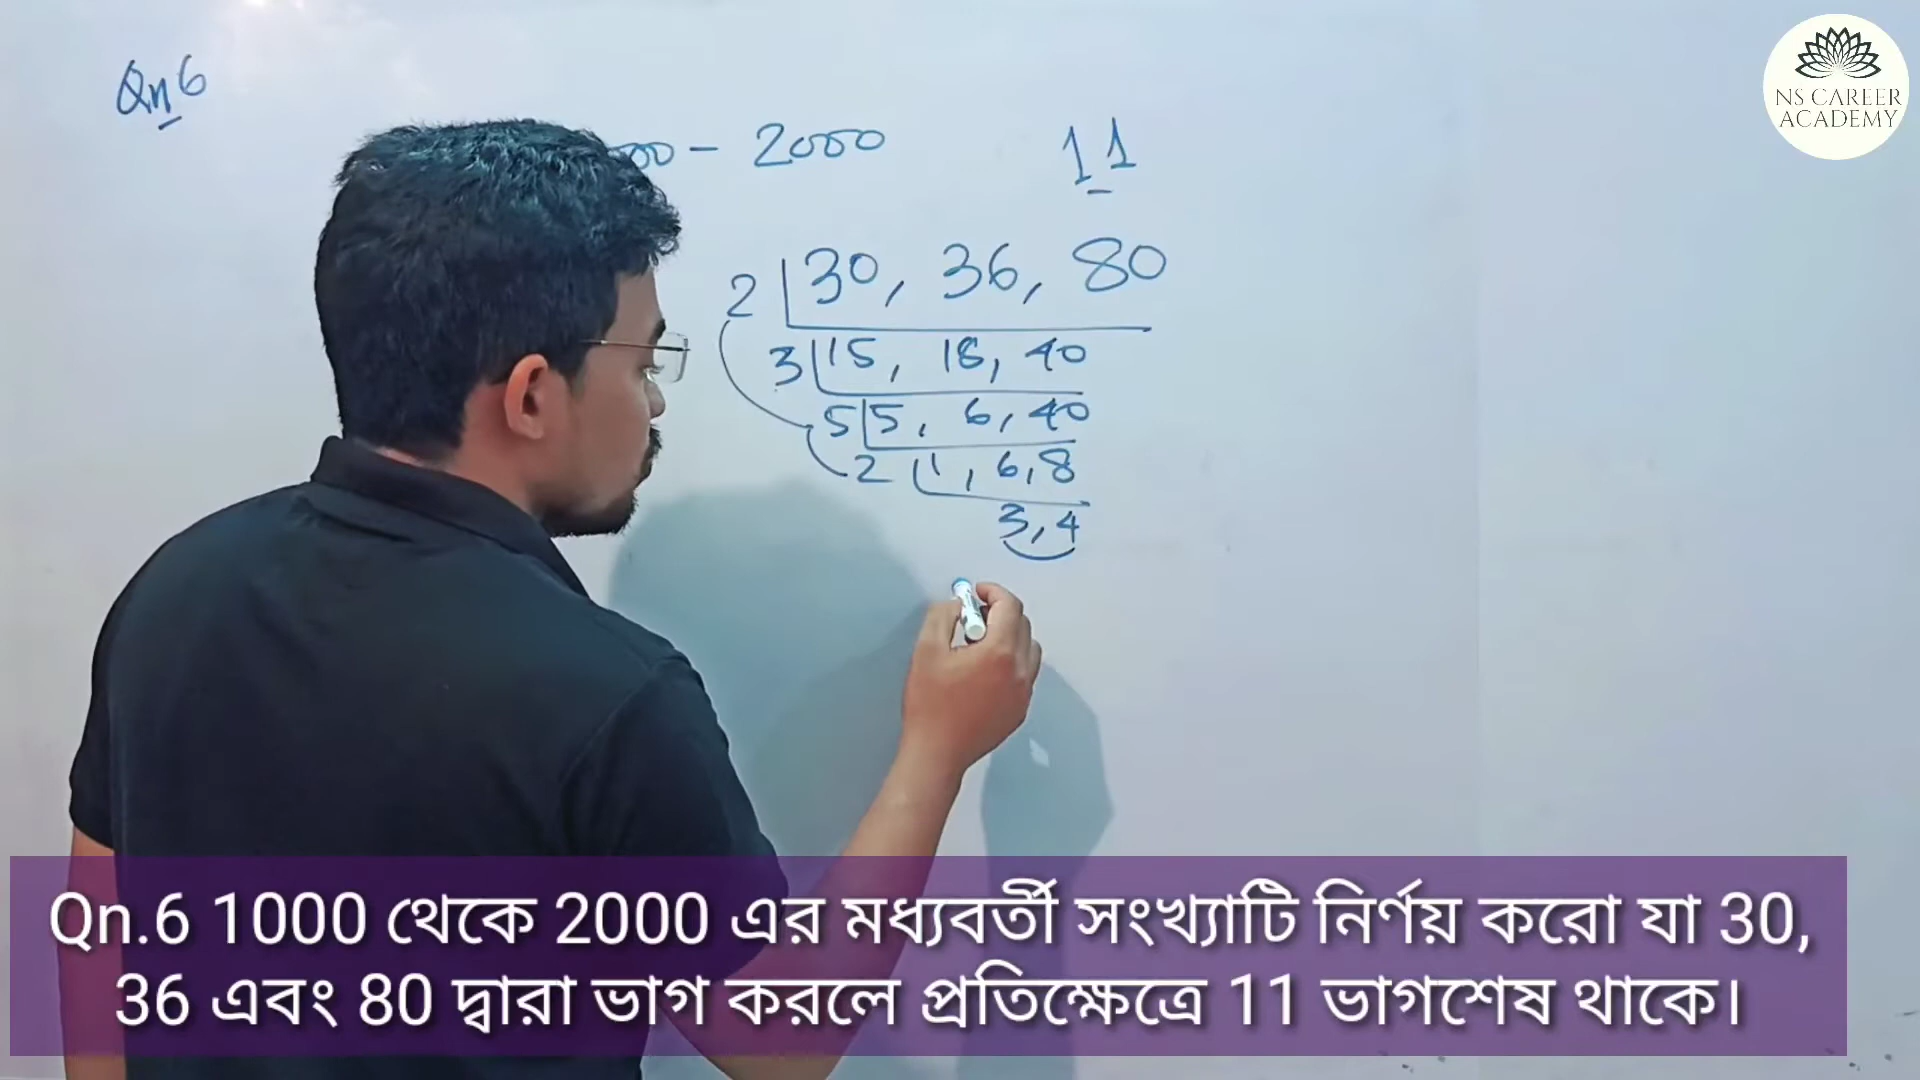 Qn 6
00 - 2000
11
2 30, 36, 80
3 15, 18, 40
5 5, 6, 40
2 1, 6, 8
3, 4
NS CAREER
ACADEMY
Qn.6 1000 থেকে 2000 এর মধ্যবর্তী সংখ্যাটি নির্ণয় করো যা 30,
36 এবং 80 দ্বারা ভাগ করলে প্রতিক্ষেত্রে 11 ভাগশেষ থাকে।